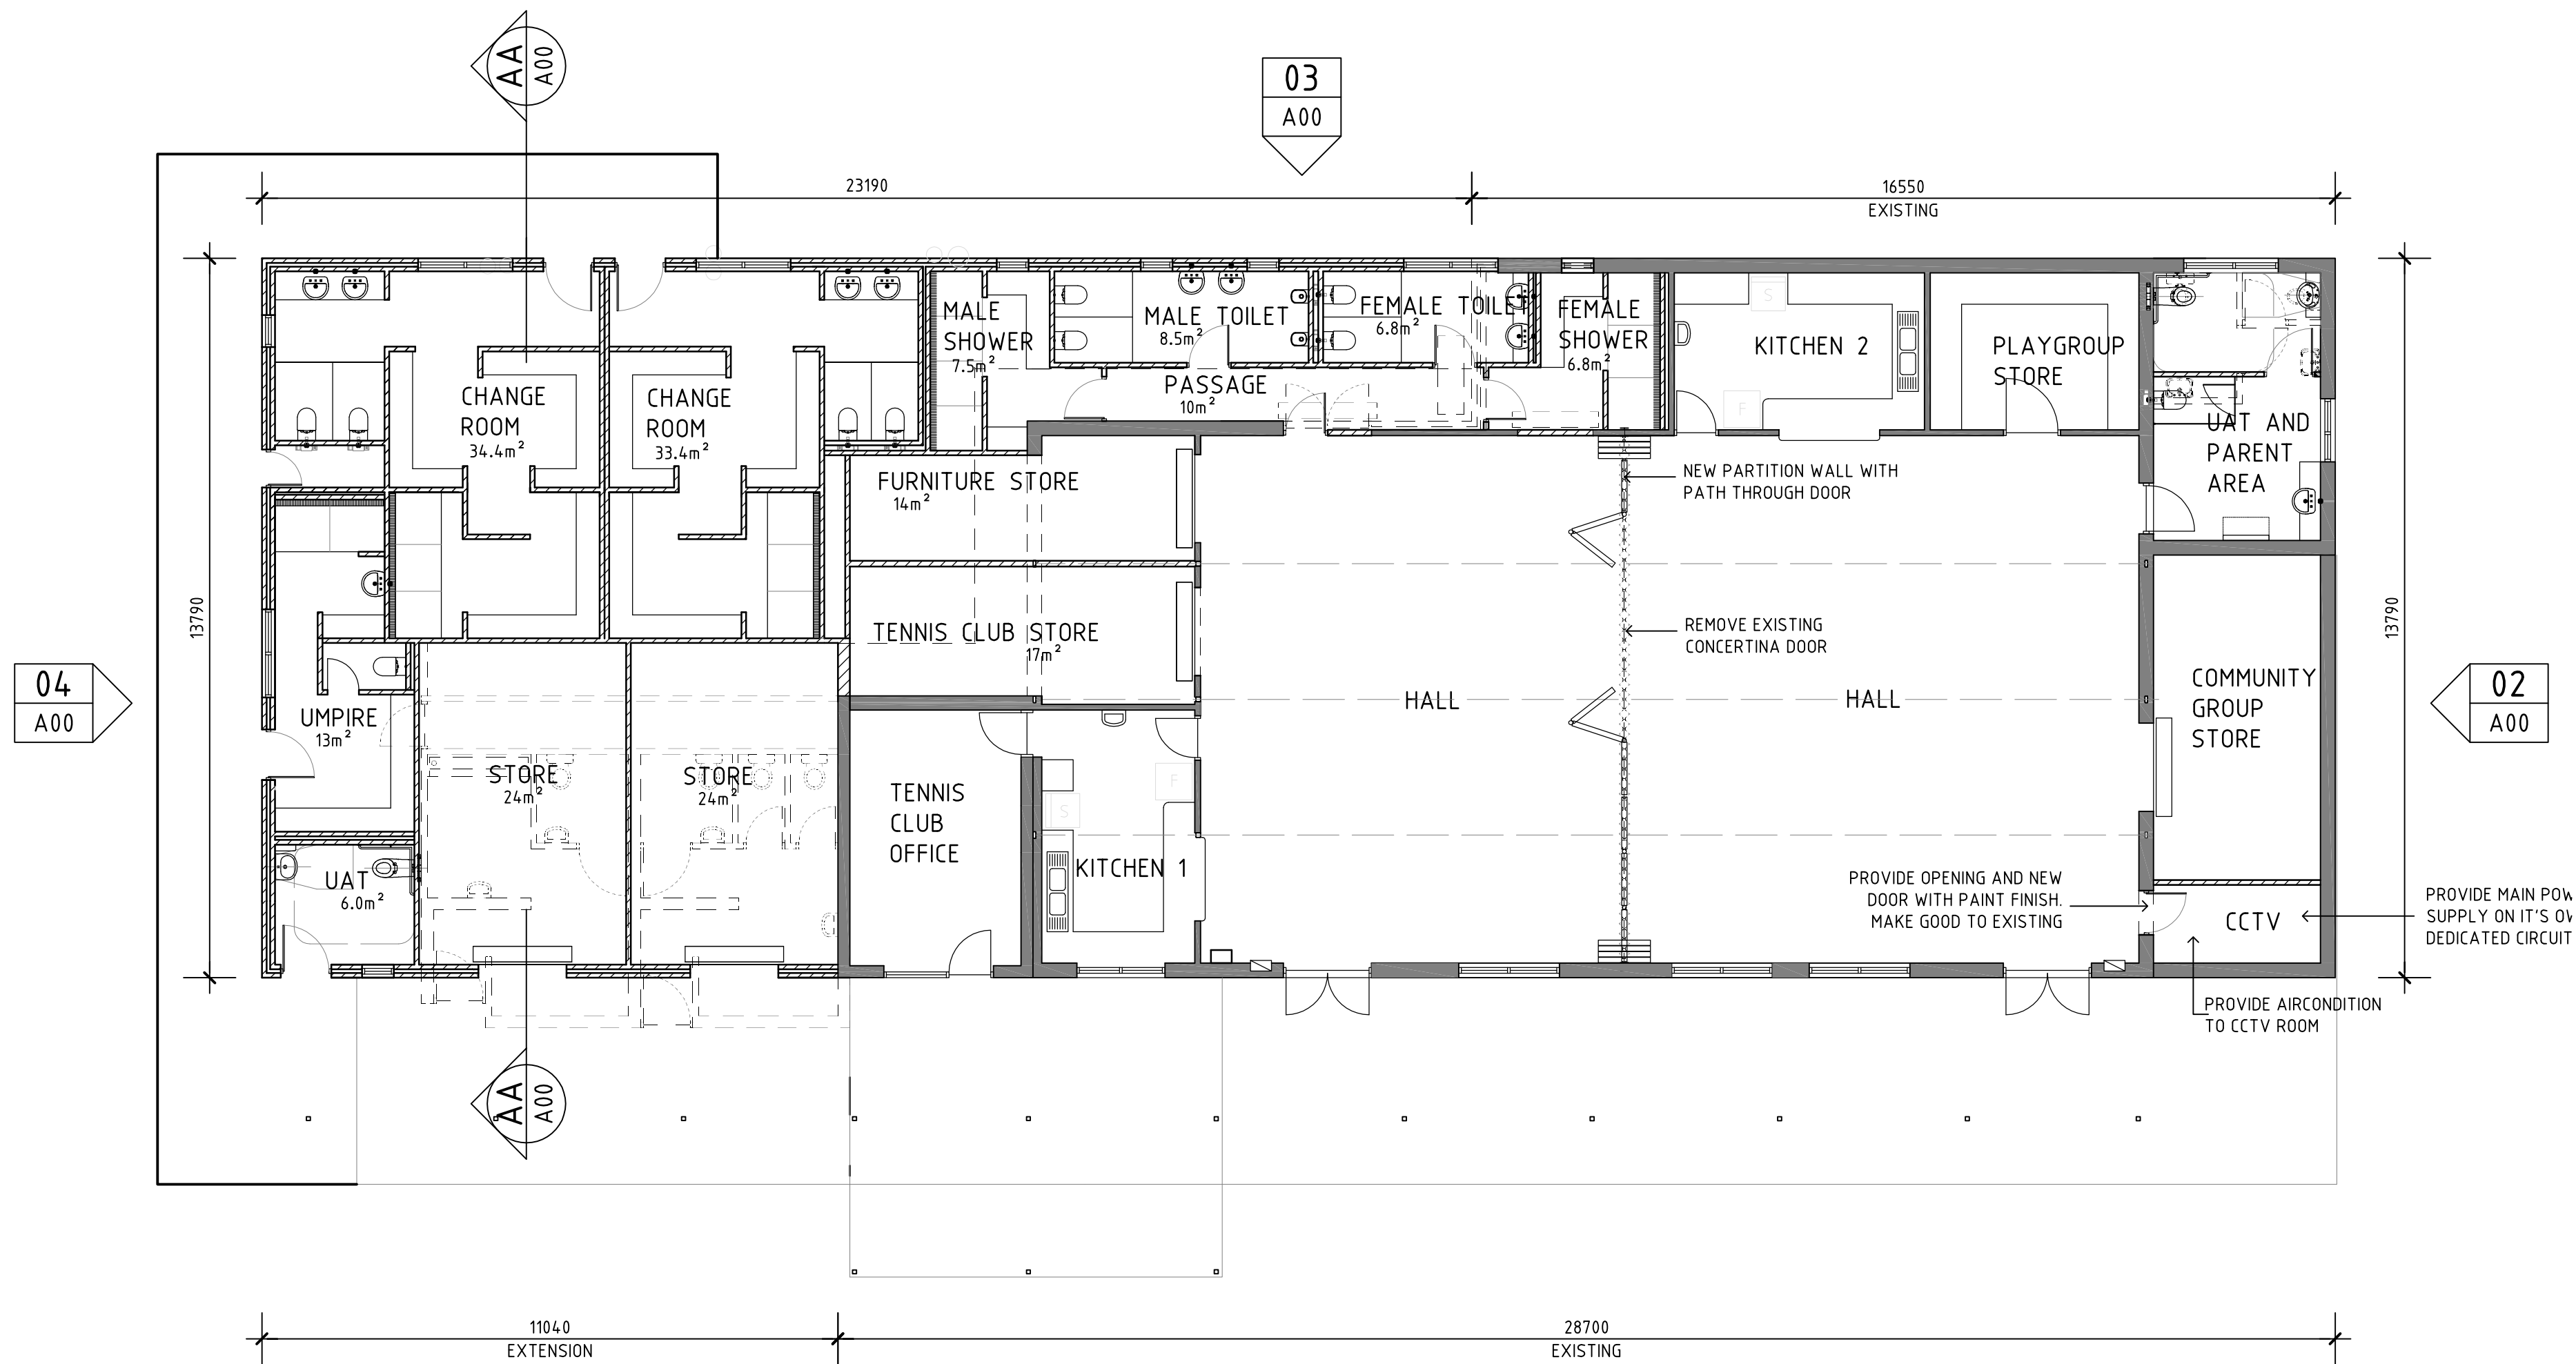 AA
A00
03
A00
23190
16550
EXISTING
MALE
SHOWER
7.5m²
MALE TOILET
8.5m²
FEMALE TOILET
6.8m²
FEMALE
SHOWER
6.8m²
S
KITCHEN 2
F
PLAYGROUP
STORE
PASSAGE
10m²
CHANGE
ROOM
34.4m²
CHANGE
ROOM
33.4m²
UAT AND
PARENT
AREA
FURNITURE STORE
14m²
NEW PARTITION WALL WITH
PATH THROUGH DOOR
13790
TENNIS CLUB STORE
17m²
REMOVE EXISTING
CONCERTINA DOOR
13790
04
A00
UMPIRE
13m²
HALL
HALL
COMMUNITY
GROUP
STORE
02
A00
STORE
24m²
STORE
24m²
TENNIS
CLUB
OFFICE
F
S
KITCHEN 1
UAT
6.0m²
PROVIDE OPENING AND NEW
DOOR WITH PAINT FINISH.
MAKE GOOD TO EXISTING
CCTV
PROVIDE MAIN POW
SUPPLY ON IT'S
DEDICATED CIRCUIT
PROVIDE AIRCONDITION
TO CCTV ROOM
AA
A00
11040
EXTENSION
28700
EXISTING